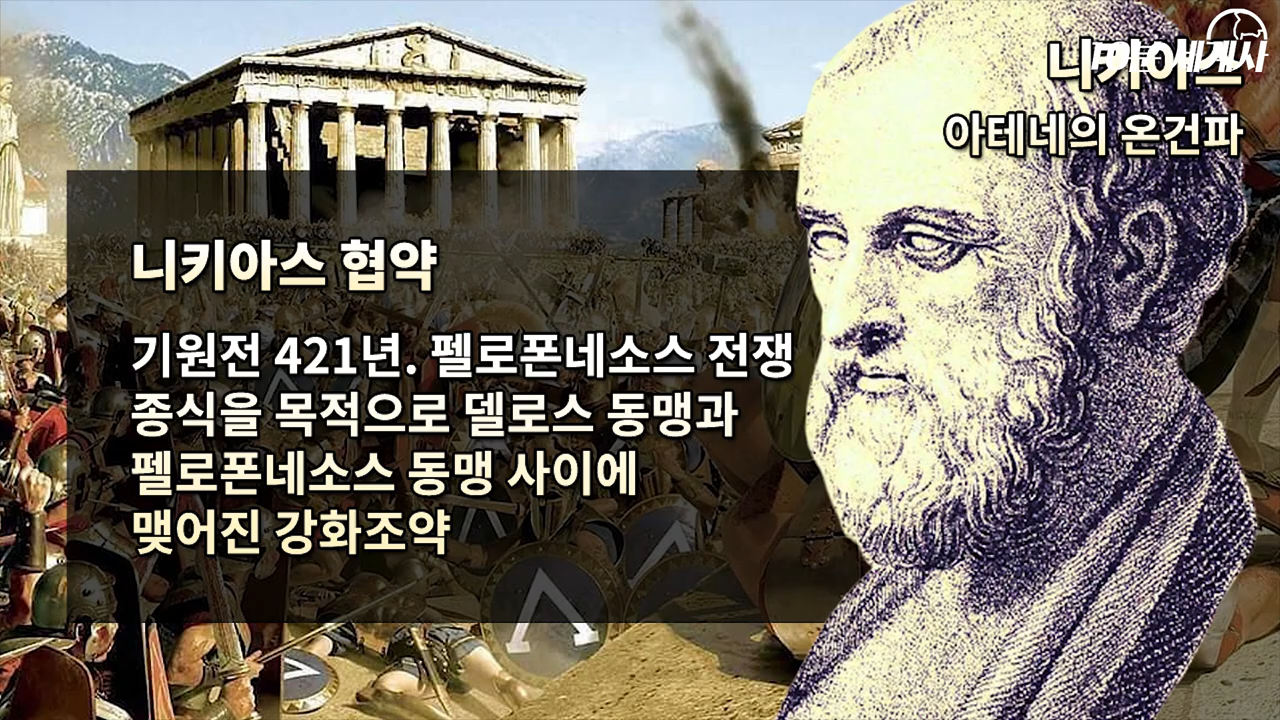 니키아스
아테네의 온건파
니키아스 협약
기원전 421년. 펠로폰네소스 전쟁
종식을 목적으로 델로스 동맹과
펠로폰네소스 동맹 사이에
맺어진 강화조약